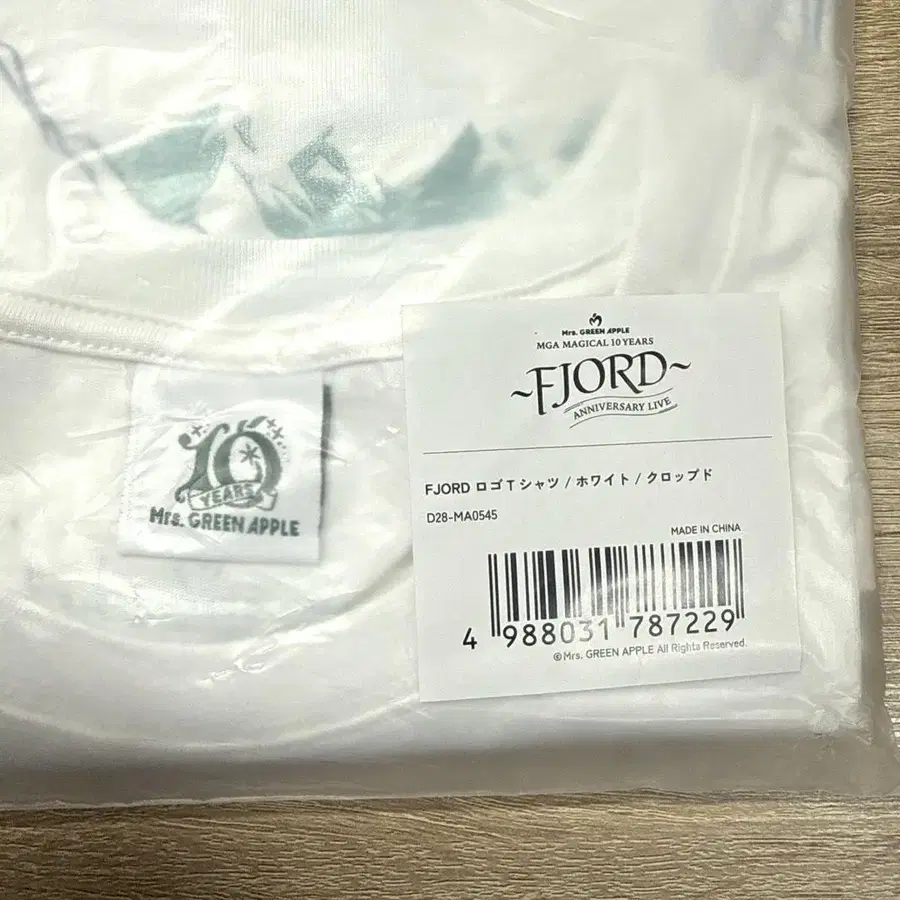 Mrs. GREEN APPLE
MGA MAGICAL 10 YEARS
~FJORD~
ANNIVERSARY LIVE
FJORD ロゴTシャツ / ホワイト / クロップド
D28-MA0545
MADE IN CHINA
4 988031 787229
©Mrs. GREEN APPLE All Rights Reserved.
10
YEARS
Mrs. GREEN APPLE